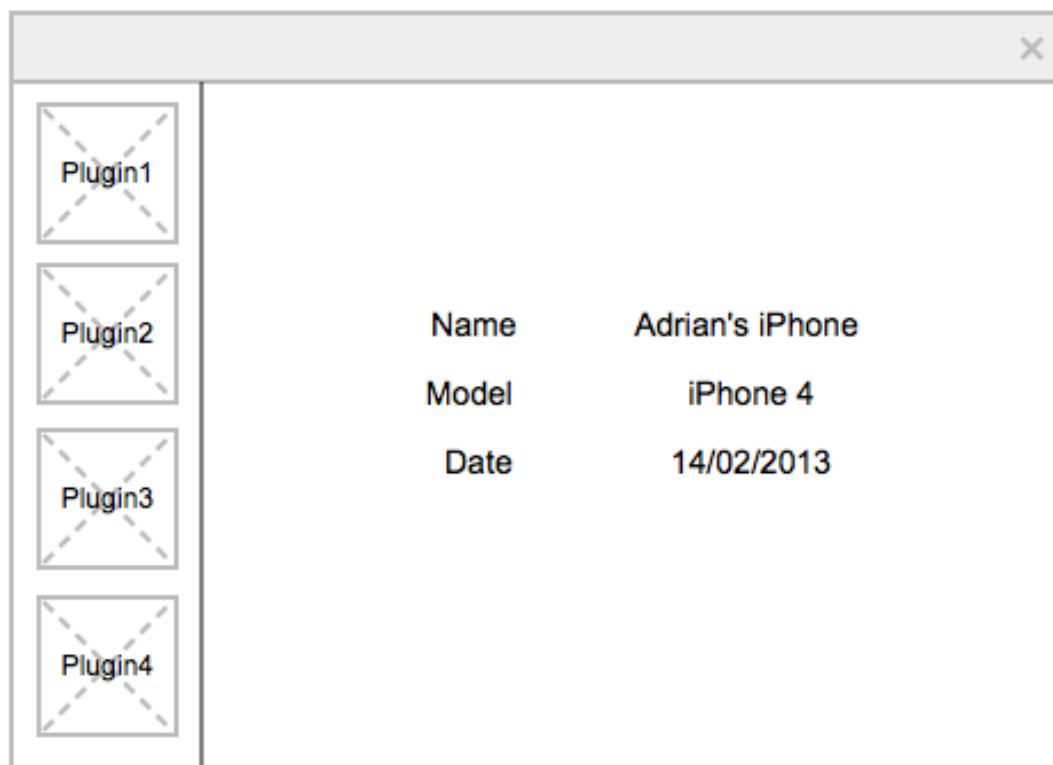 Plugin1
Plugin2
Plugin3
Plugin4
Name Adrian's iPhone
Model iPhone 4
Date 14/02/2013